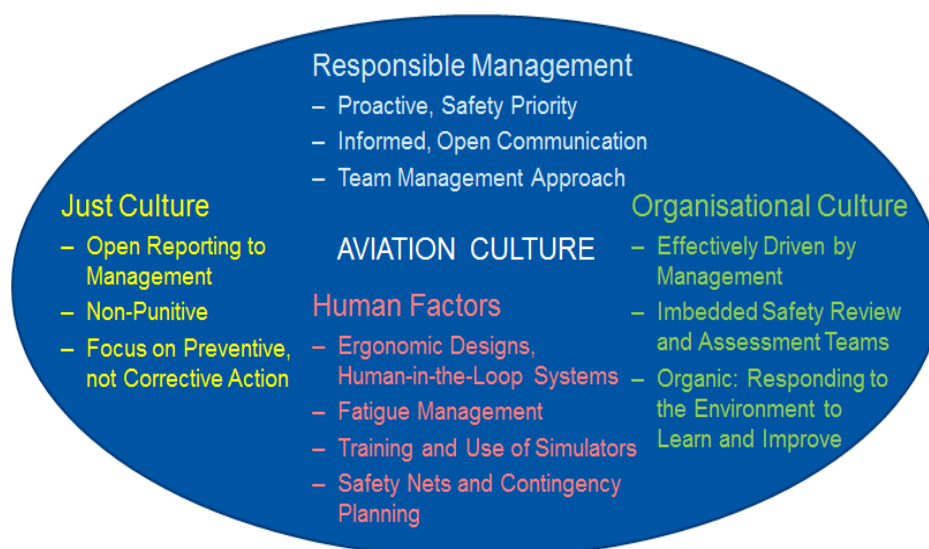 Responsible Management
– Proactive, Safety Priority
– Informed, Open Communication
– Team Management Approach
Just Culture
– Open Reporting to
Management
– Non-Punitive
– Focus on Preventive,
not Corrective Action
AVIATION CULTURE
Human Factors
– Ergonomic Designs,
Human-in-the-Loop Systems
– Fatigue Management
– Training and Use of Simulators
– Safety Nets and Contingency
Planning
Organisational Culture
– Effectively Driven by
Management
– Imbedded Safety Review
and Assessment Teams
– Organic: Responding to
the Environment to
Learn and Improve